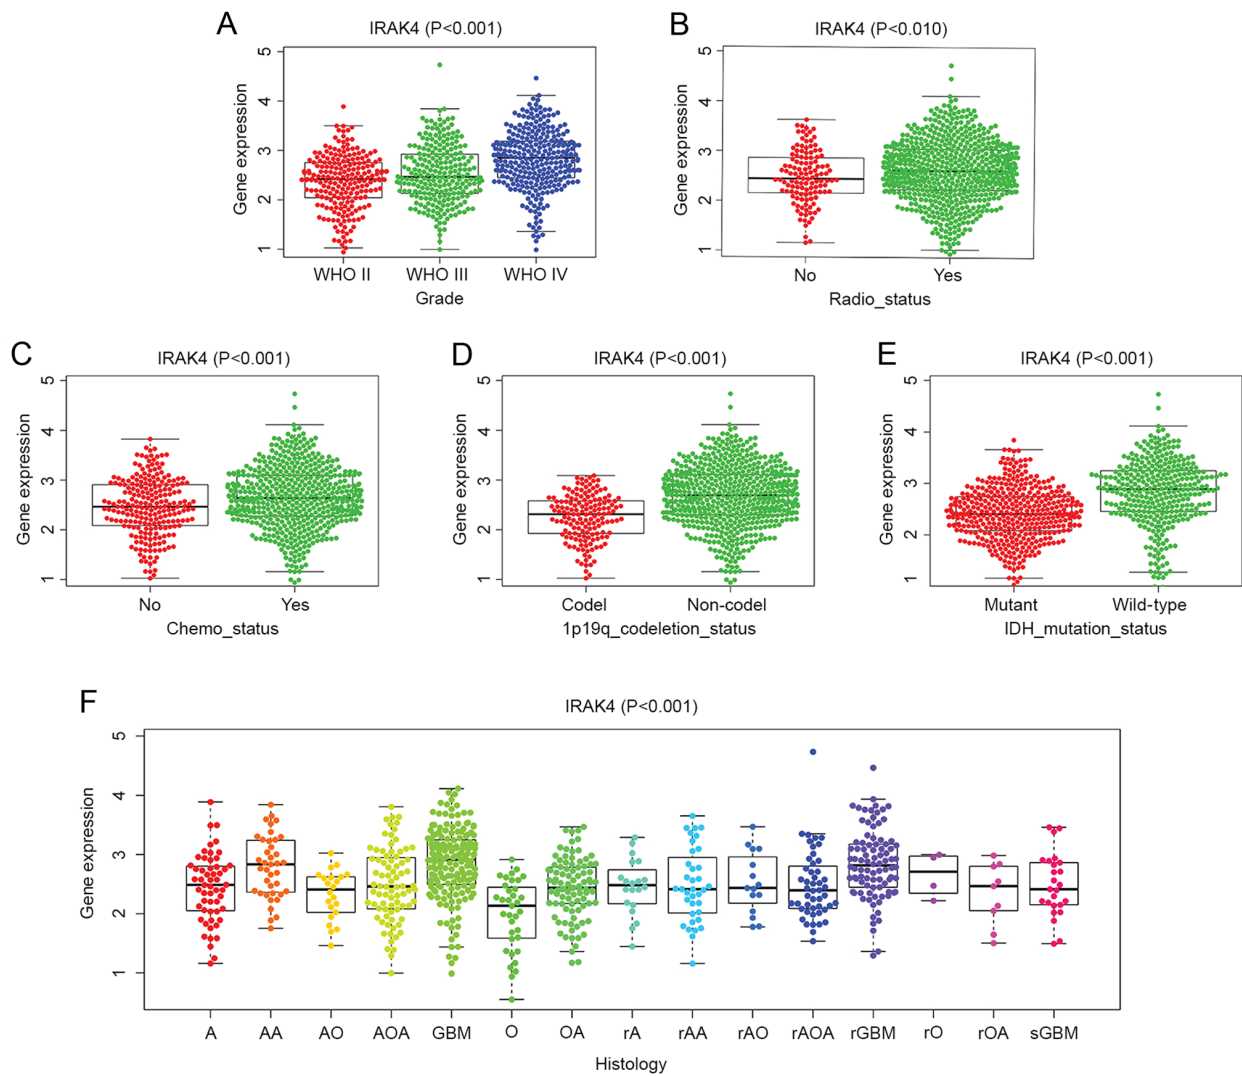 A
IRAK4 (P<0.001)
Gene expression
5
4
3
2
1
WHO II WHO III WHO IV
Grade
B
IRAK4 (P<0.010)
Gene expression
5
4
3
2
1
No Yes
Radio_status
C
IRAK4 (P<0.001)
Gene expression
5
4
3
2
1
No Yes
Chemo_status
D
IRAK4 (P<0.001)
Gene expression
5
4
3
2
1
Codel Non-codel
1p19q_codeletion_status
E
IRAK4 (P<0.001)
Gene expression
5
4
3
2
1
Mutant Wild-type
IDH_mutation_status
F
IRAK4 (P<0.001)
Gene expression
5
4
3
2
1
A AA AO AOA GBM O OA rA rAA rAO rAOA rGBM rO rOA sGBM
Histology